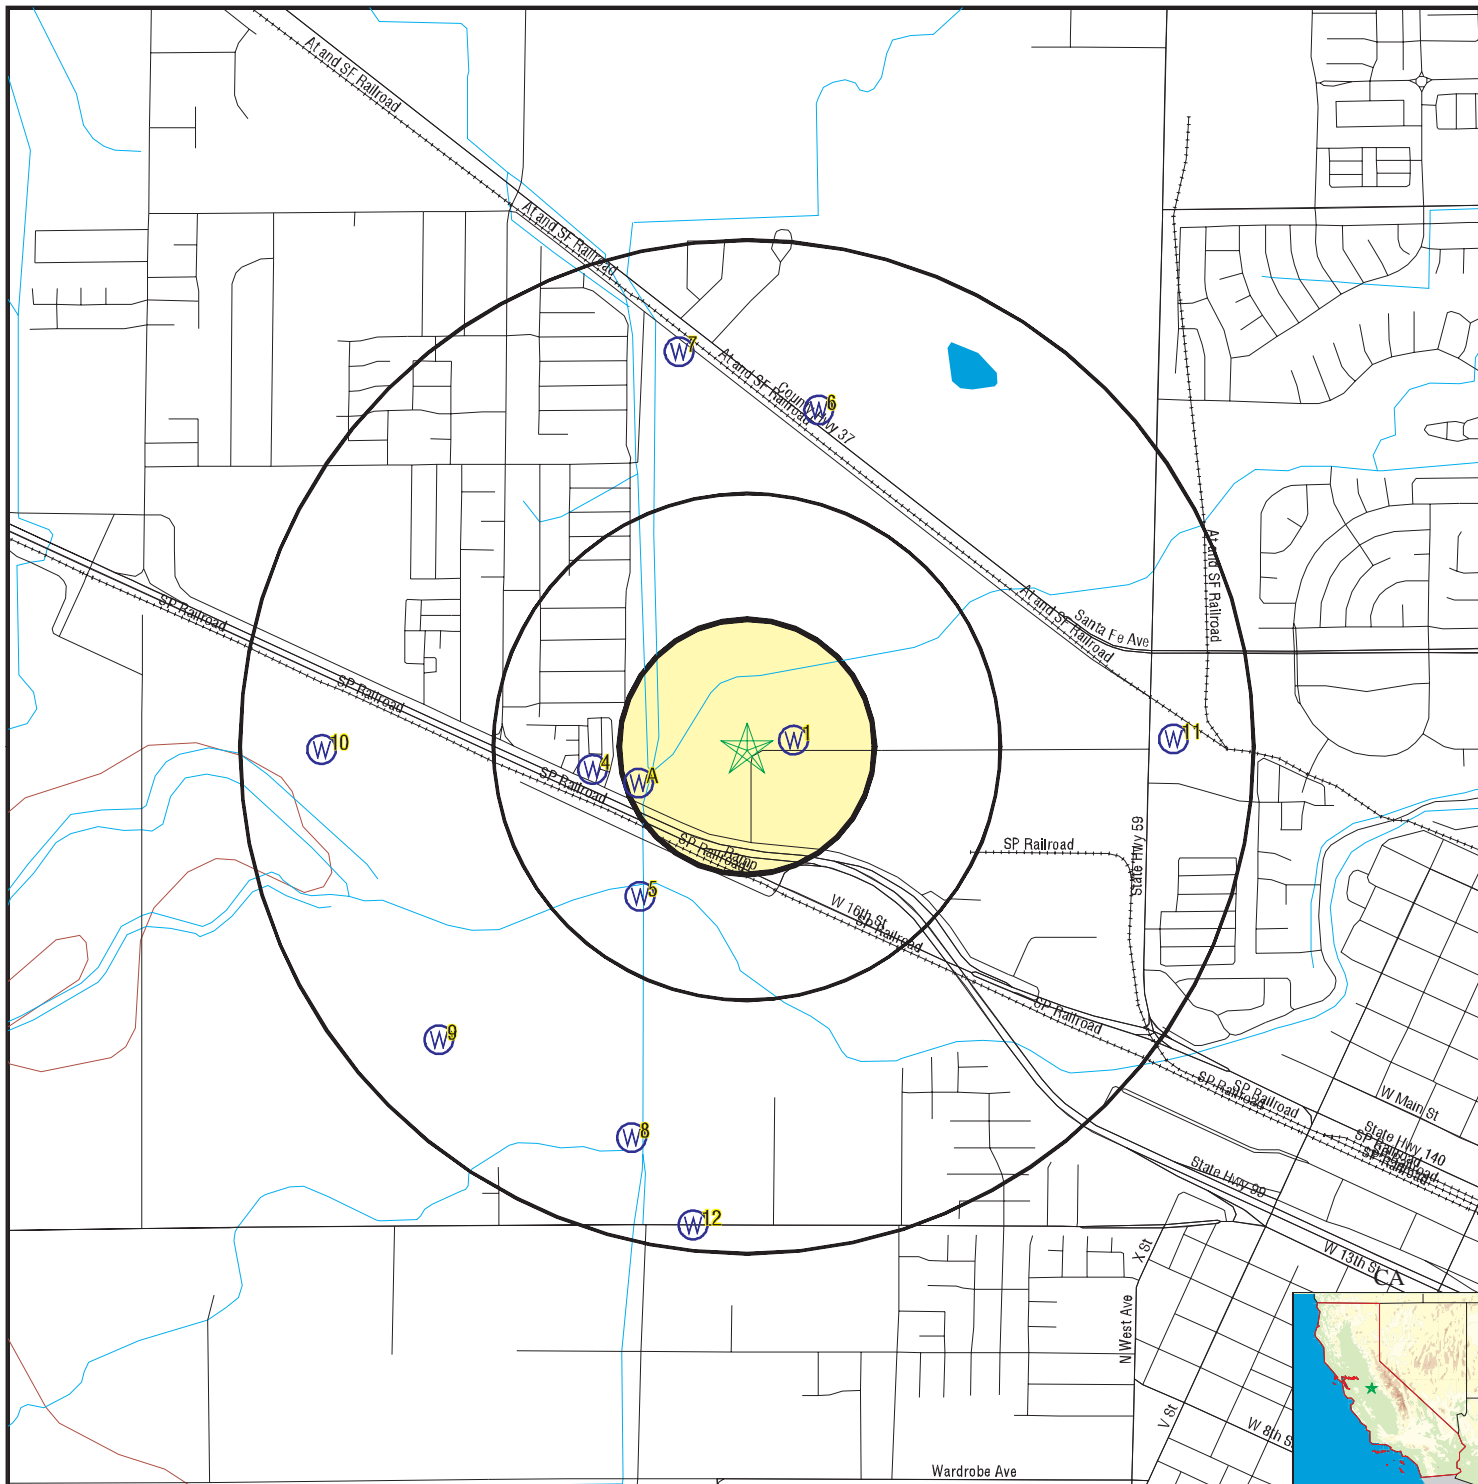 At and SF Railroad
At and SF Railroad
W 7
At and SF Railroad
County Hwy 37
W 6
At and SF Railroad
SP Railroad
At and SF Railroad
Santa Fe Ave
SP Railroad
W 10
W 4
W A
W 1
W 11
SP Railroad
SP Railroad
Ramp
SP Railroad
State Hwy 59
W 5
W 16th St
SP Railroad
W 9
SP Railroad
SP Railroad
SP Railroad
W Main St
W 8
State Hwy 140
SP Railroad
SP Railroad
State Hwy 99
W 12
X St
W 13th St
CA
N West Ave
V St
W 8th S
Wardrobe Ave